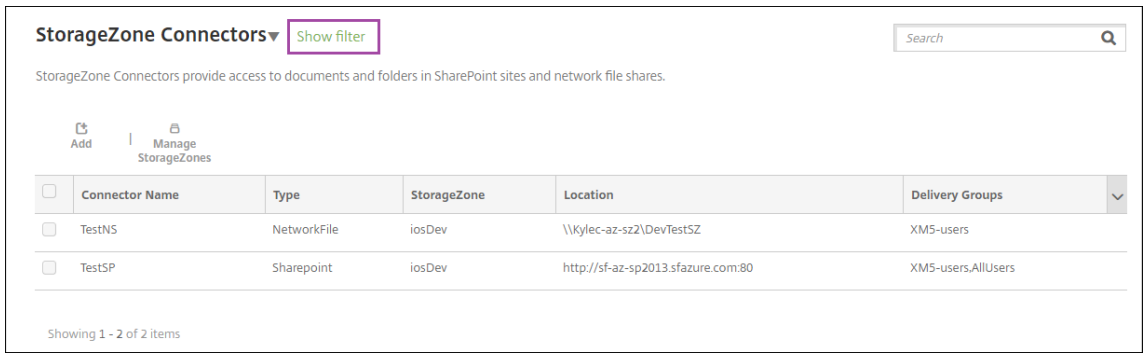 StorageZone Connectors▼ Show filter
Search
StorageZone Connectors provide access to documents and folders in SharePoint sites and network file shares.
Add | Manage StorageZones
Connector Name Type StorageZone Location Delivery Groups
TestNS NetworkFile iosDev \\Kylec-az-sz2\DevTestSZ XM5-users
TestSP Sharepoint iosDev http://sf-az-sp2013.sfazure.com:80 XM5-users,AllUsers
Showing 1 - 2 of 2 items